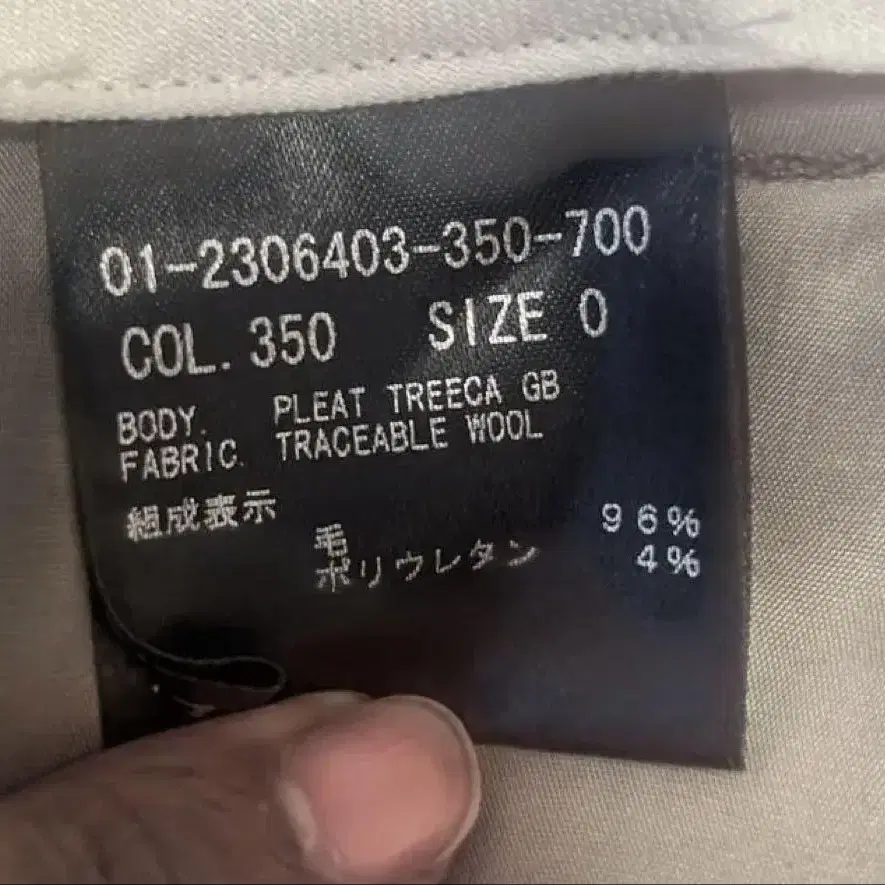 01-2306403-350-700
COL. 350 SIZE 0
BODY. PLEAT TREECA GB
FABRIC. TRACEABLE WOOL
組成表示
毛 96%
ポリウレタン 4%